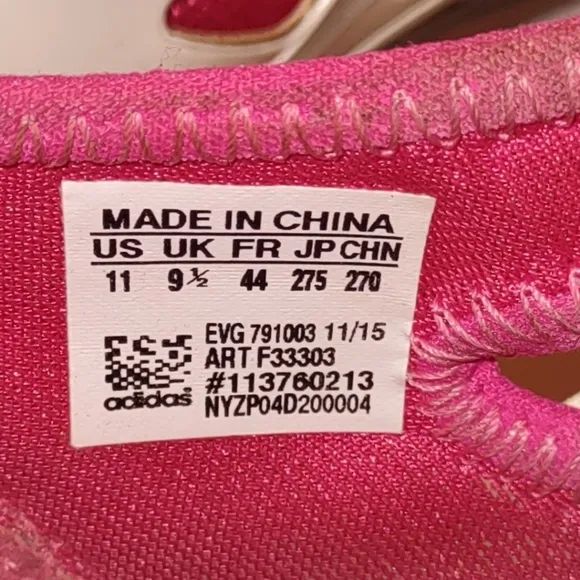 MADE IN CHINA
US UK FR JP CHN
11 9½ 44 275 270
EVG 791003 11/15
ART F33303
#113760213
adidas NYZP04D200004